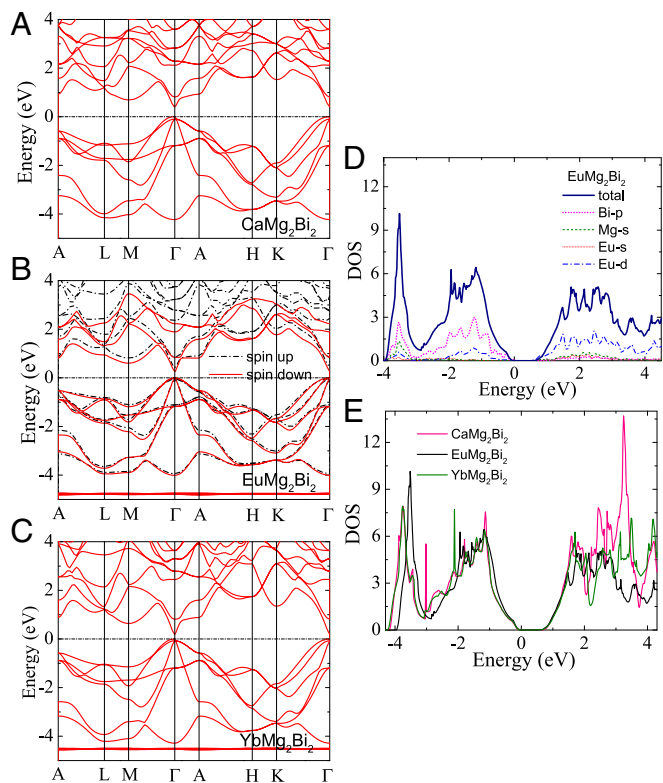 A
4
2
0
-2
-4
Energy (eV)
CaMg₂Bi₂
A L M Γ A H K Γ
B
4
2
0
-2
-4
Energy (eV)
spin up
spin down
EuMg₂Bi₂
A L M Γ A H K Γ
C
4
2
0
-2
-4
Energy (eV)
YbMg₂Bi₂
A L M Γ A H K Γ
D
12
9
6
3
0
DOS
EuMg₂Bi₂
total
Bi-p
Mg-s
Eu-s
Eu-d
-4 -2 0 2 4
Energy (eV)
E
12
9
6
3
0
DOS
CaMg₂Bi₂
EuMg₂Bi₂
YbMg₂Bi₂
-4 -2 0 2 4
Energy (eV)